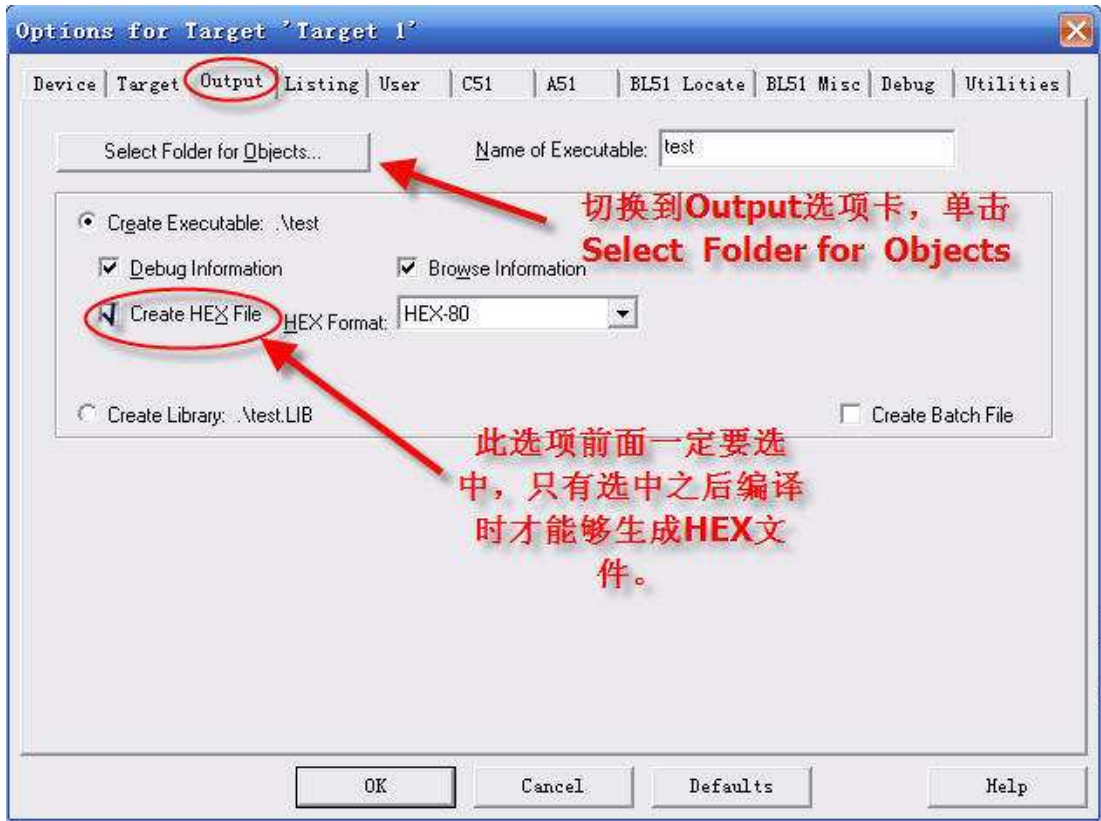 Options for Target 'Target 1'
Device Target Output Listing User C51 A51 BL51 Locate BL51 Misc Debug Utilities
Select Folder for Objects...
Name of Executable: test
切换到Output选项卡，单击
Select Folder for Objects
Create Executable: .\test
Debug Information
Browse Information
Create HEX File
HEX Format: HEX-80
Create Library: .\test.LIB
Create Batch File
此选项前面一定要选
中，只有选中之后编译
时才能够生成HEX文
件。
OK Cancel Defaults Help